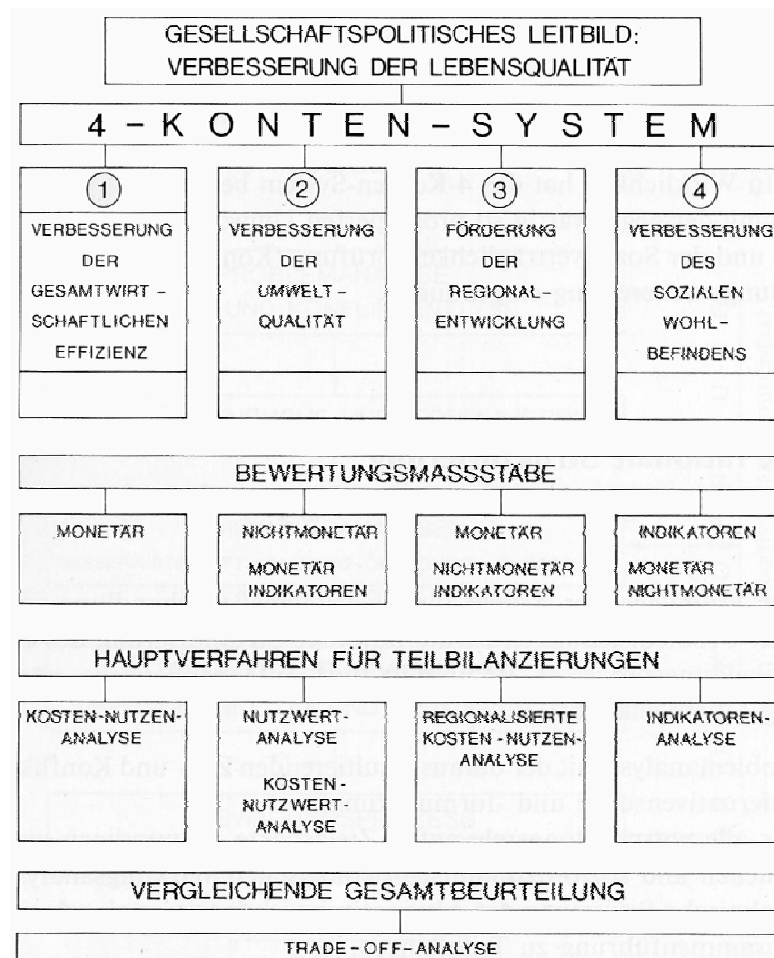 GESELLSCHAFTSPOLITISCHES LEITBILD:
VERBESSERUNG DER LEBENSQUALITÄT
4-KONTEN-SYSTEM
1
VERBESSERUNG
DER
GESAMTWIRT-
SCHAFTLICHEN
EFFIZIENZ
2
VERBESSERUNG
DER
UMWELT-
QUALITÄT
3
FÖRDERUNG
DER
REGIONAL-
ENTWICKLUNG
4
VERBESSERUNG
DES
SOZIALEN
WOHL-
BEFINDENS
BEWERTUNGSMASSSTÄBE
MONETÄR
NICHTMONETÄR
MONETÄR
INDIKATOREN
MONETÄR
NICHTMONETÄR
INDIKATOREN
INDIKATOREN
MONETÄR
NICHTMONETÄR
HAUPTVERFAHREN FÜR TEILBILANZIERUNGEN
KOSTEN-NUTZEN-
ANALYSE
NUTZWERT-
ANALYSE
KOSTEN-
NUTZWERT-
ANALYSE
REGIONALISIERTE
KOSTEN-NUTZEN-
ANALYSE
INDIKATOREN-
ANALYSE
VERGLEICHENDE GESAMTBEURTEILUNG
TRADE-OFF-ANALYSE